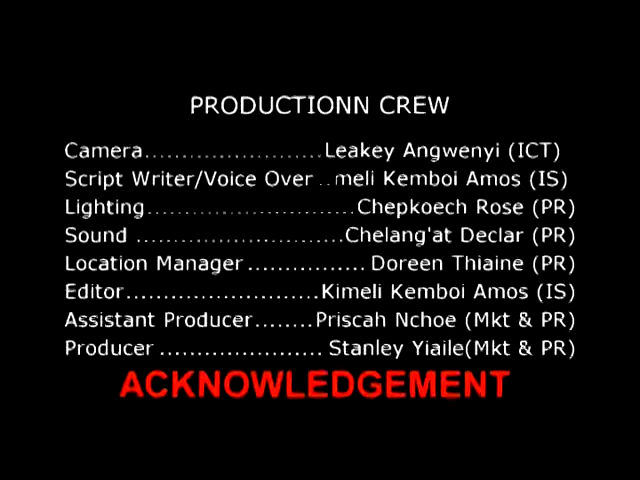 PRODUCTIONN CREW
Camera........................Leakey Angwenyi (ICT)
Script Writer/Voice Over ..meli Kemboi Amos (IS)
Lighting............................Chepkoech Rose (PR)
Sound ............................Chelang'at Declar (PR)
Location Manager ................ Doreen Thiaine (PR)
Editor..........................Kimeli Kemboi Amos (IS)
Assistant Producer........Priscah Nchoe (Mkt & PR)
Producer ...................... Stanley Yiaile(Mkt & PR)
ACKNOWLEDGEMENT